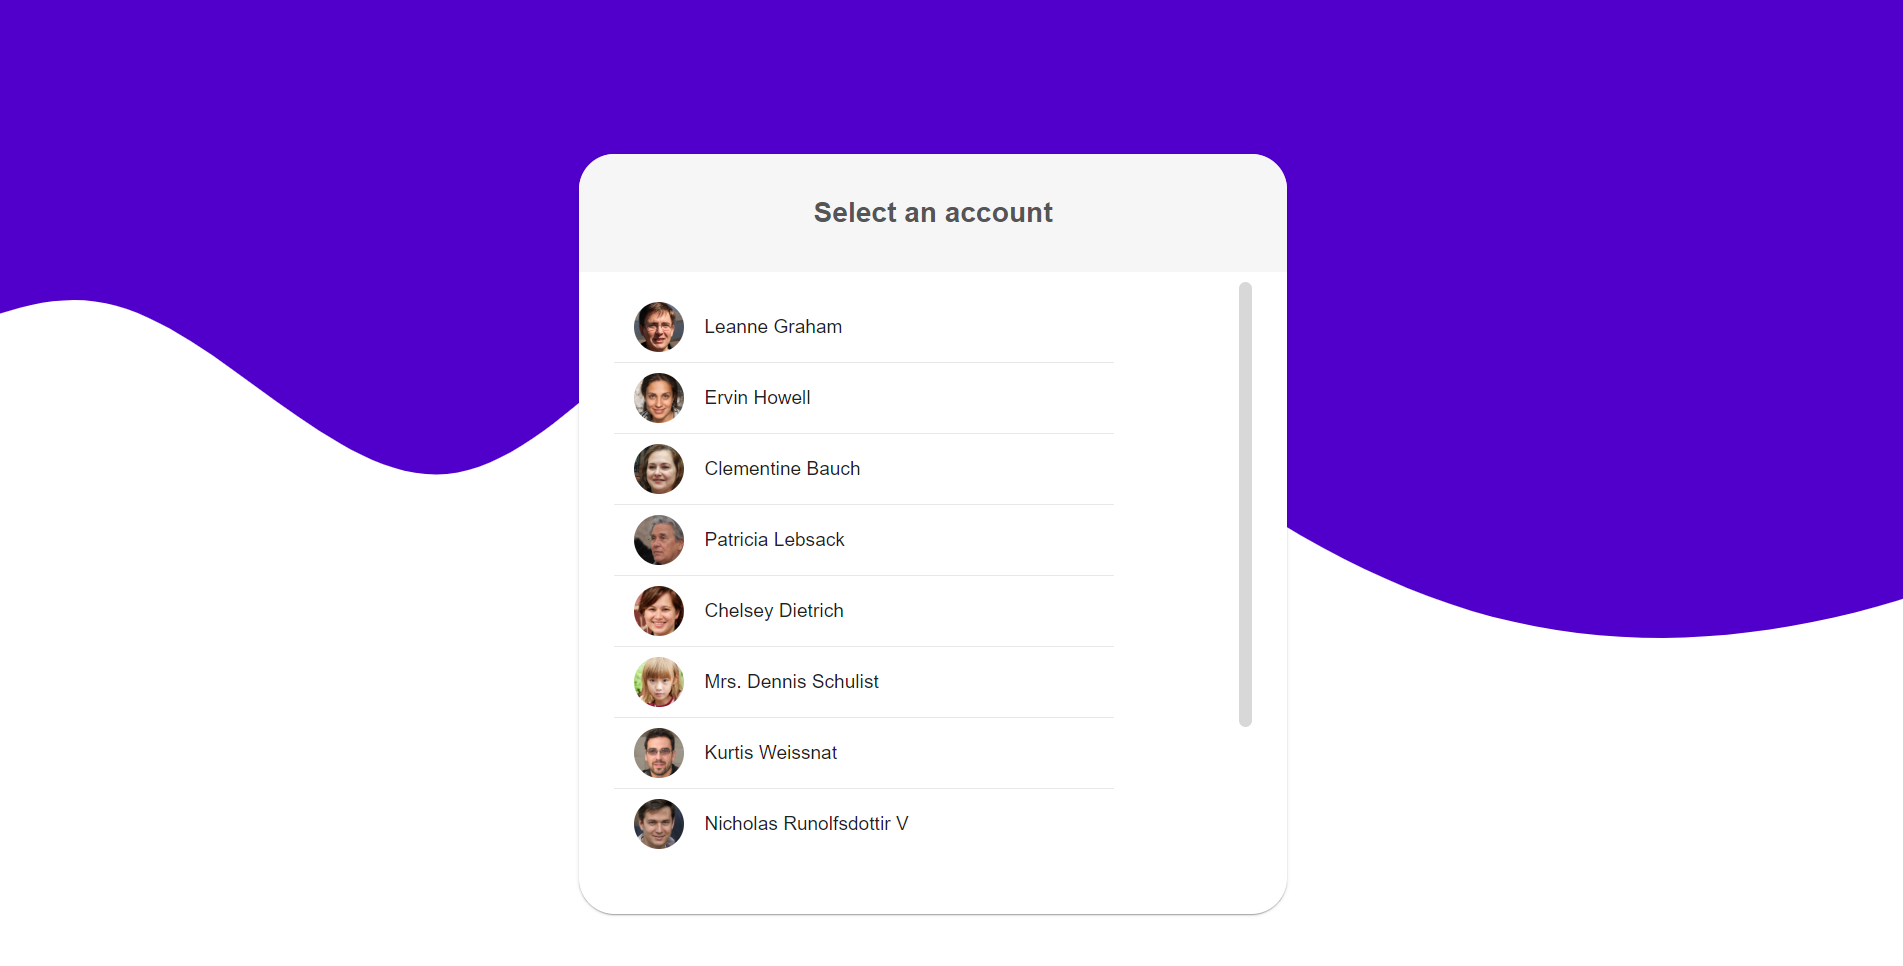 Select an account
Leanne Graham
Ervin Howell
Clementine Bauch
Patricia Lebsack
Chelsey Dietrich
Mrs. Dennis Schulist
Kurtis Weissnat
Nicholas Runolfsdottir V